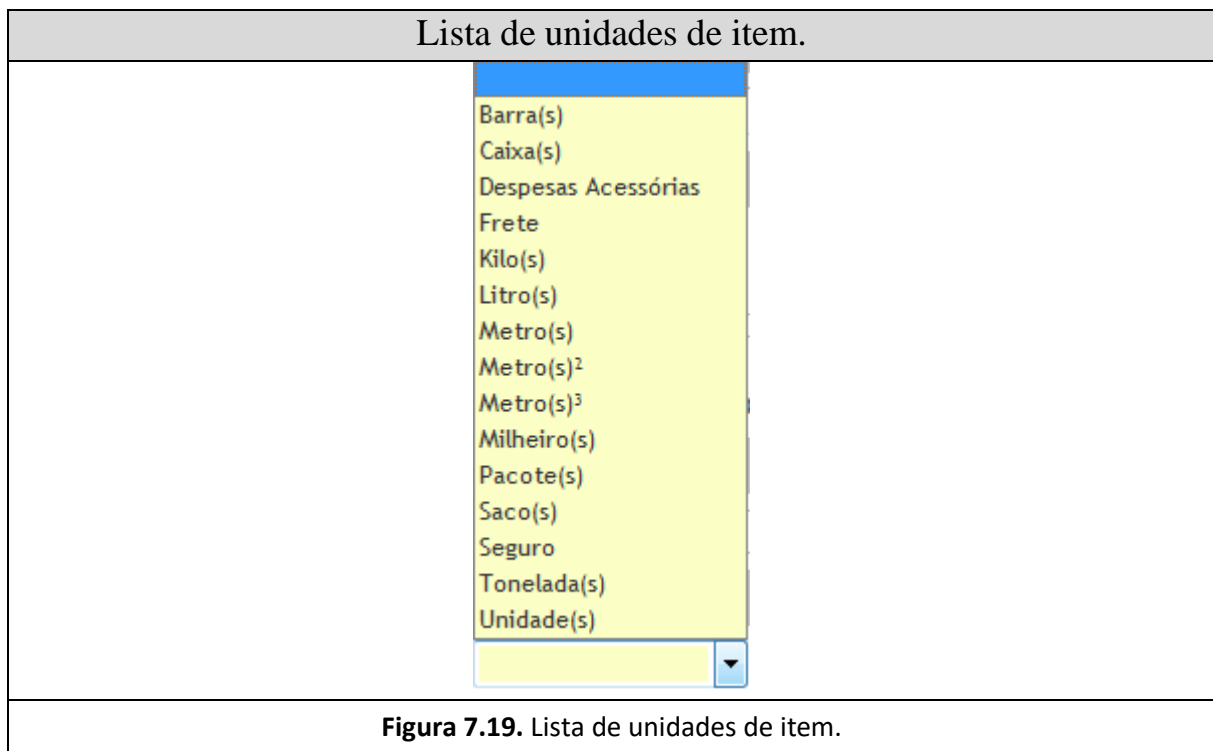 Lista de unidades de item.
Barra(s)
Caixa(s)
Despesas Acessórias
Frete
Kilo(s)
Litro(s)
Metro(s)
Metro(s)²
Metro(s)³
Milheiro(s)
Pacote(s)
Saco(s)
Seguro
Tonelada(s)
Unidade(s)
Figura 7.19. Lista de unidades de item.